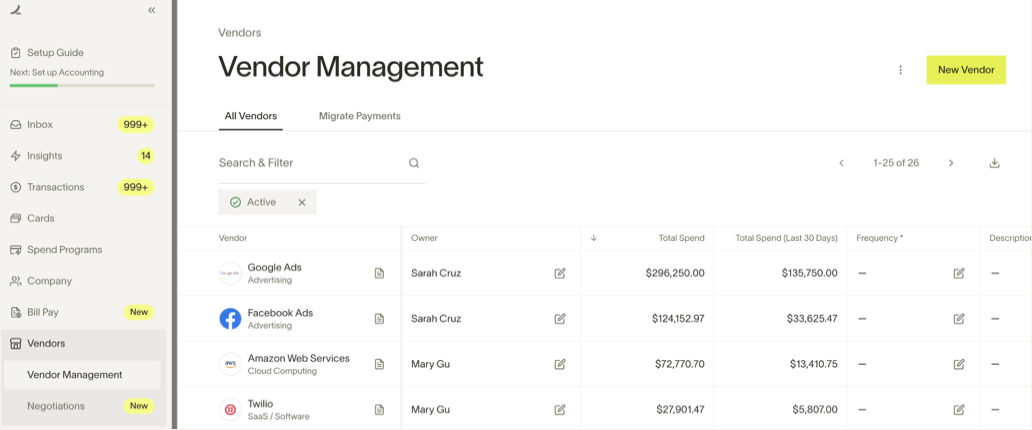 Setup Guide
Next: Set up Accounting
Inbox 999+
Insights 14
Transactions 999+
Cards
Spend Programs
Company
Bill Pay New
Vendors
Vendor Management
Negotiations New
Vendors
Vendor Management
New Vendor
All Vendors Migrate Payments
Search & Filter
1-25 of 26
Active
Vendor Owner Total Spend Total Spend (Last 30 Days) Frequency * Description
Google Ads
Advertising
Sarah Cruz $296,250.00 $135,750.00 — —
Facebook Ads
Advertising
Sarah Cruz $124,152.97 $33,625.47 — —
aws
Amazon Web Services
Cloud Computing
Mary Gu $72,770.70 $13,410.75 — —
Twilio
SaaS / Software
Mary Gu $27,901.47 $5,807.00 — —